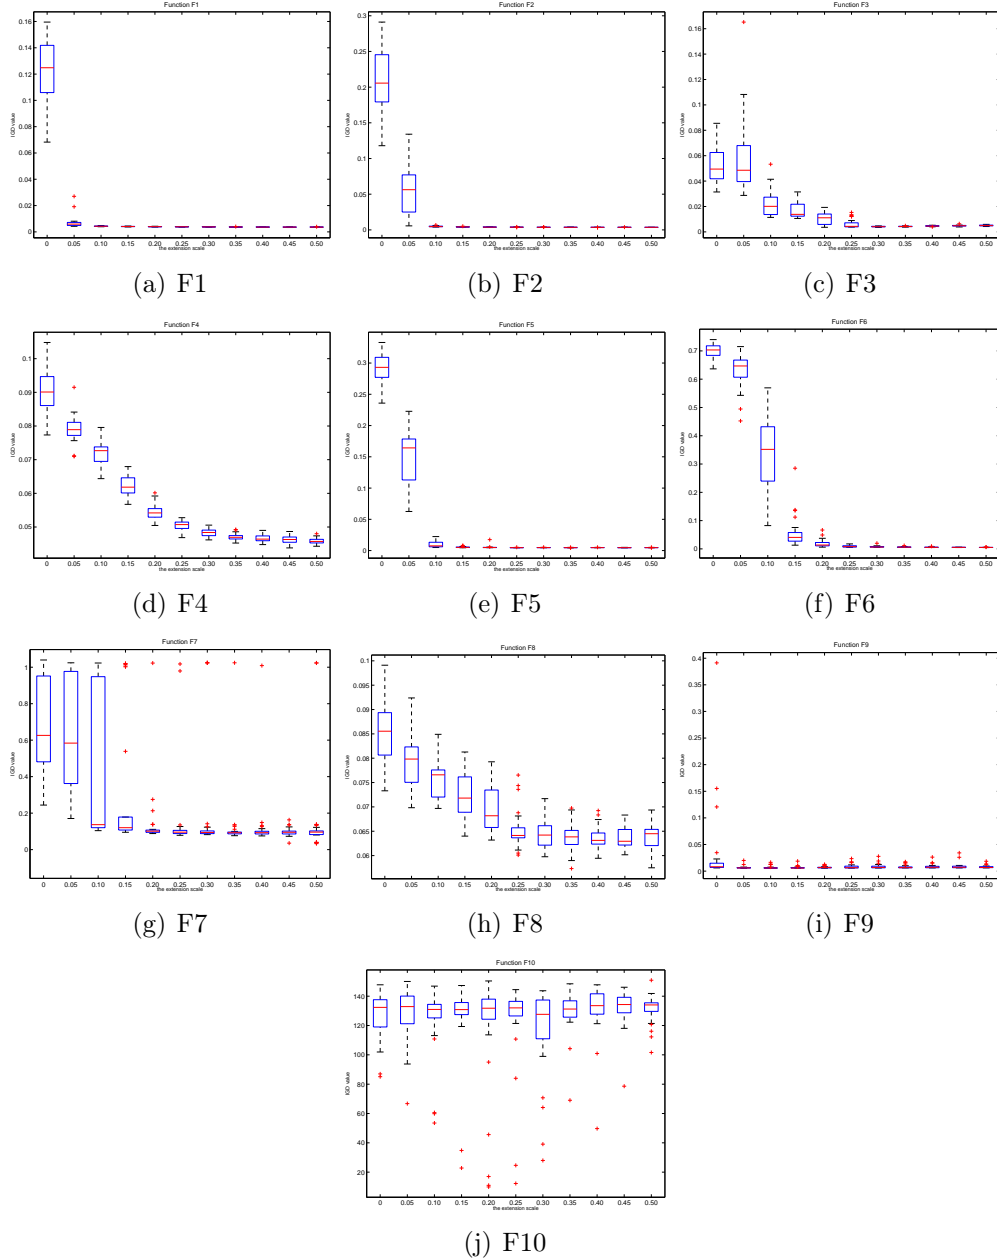 Function F1
0.16
0.14
0.12
0.1
0.08
0.06
0.04
0.02
0
IGD value
0 0.05 0.10 0.15 0.20 0.25 0.30 0.35 0.40 0.45 0.50
the extension scale
(a) F1
Function F2
0.3
0.25
0.2
0.15
0.1
0.05
0
IGD value
0 0.05 0.10 0.15 0.20 0.25 0.30 0.35 0.40 0.45 0.50
the extension scale
(b) F2
Function F3
0.16
0.14
0.12
0.1
0.08
0.06
0.04
0.02
0
IGD value
0 0.05 0.10 0.15 0.20 0.25 0.30 0.35 0.40 0.45 0.50
the extension scale
(c) F3
Function F4
0.1
0.09
0.08
0.07
0.06
0.05
IGD value
0 0.05 0.10 0.15 0.20 0.25 0.30 0.35 0.40 0.45 0.50
the extension scale
(d) F4
Function F5
0.3
0.25
0.2
0.15
0.1
0.05
0
IGD value
0 0.05 0.10 0.15 0.20 0.25 0.30 0.35 0.40 0.45 0.50
the extension scale
(e) F5
Function F6
0.7
0.6
0.5
0.4
0.3
0.2
0.1
0
IGD value
0 0.05 0.10 0.15 0.20 0.25 0.30 0.35 0.40 0.45 0.50
the extension scale
(f) F6
Function F7
1
0.8
0.6
0.4
0.2
0
IGD value
0 0.05 0.10 0.15 0.20 0.25 0.30 0.35 0.40 0.45 0.50
the extension scale
(g) F7
Function F8
0.1
0.095
0.09
0.085
0.08
0.075
0.07
0.065
0.06
IGD value
0 0.05 0.10 0.15 0.20 0.25 0.30 0.35 0.40 0.45 0.50
the extension scale
(h) F8
Function F9
0.4
0.35
0.3
0.25
0.2
0.15
0.1
0.05
0
IGD value
0 0.05 0.10 0.15 0.20 0.25 0.30 0.35 0.40 0.45 0.50
the extension scale
(i) F9
Function F10
140
120
100
80
60
40
20
IGD value
0 0.05 0.10 0.15 0.20 0.25 0.30 0.35 0.40 0.45 0.50
the extension scale
(j) F10